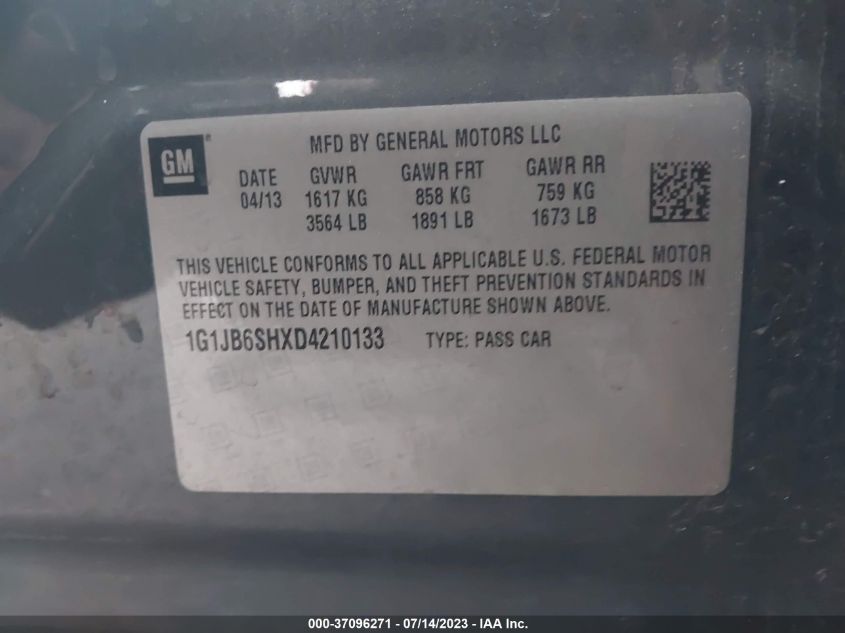 GM ®
MFD BY GENERAL MOTORS LLC
DATE GVWR GAWR FRT GAWR RR
04/13 1617 KG 858 KG 759 KG
3564 LB 1891 LB 1673 LB
THIS VEHICLE CONFORMS TO ALL APPLICABLE U.S. FEDERAL MOTOR
VEHICLE SAFETY, BUMPER, AND THEFT PREVENTION STANDARDS IN
EFFECT ON THE DATE OF MANUFACTURE SHOWN ABOVE.
1G1JB6SHXD4210133 TYPE: PASS CAR
000-37096271 / 07/14/2023 - IAA Inc.